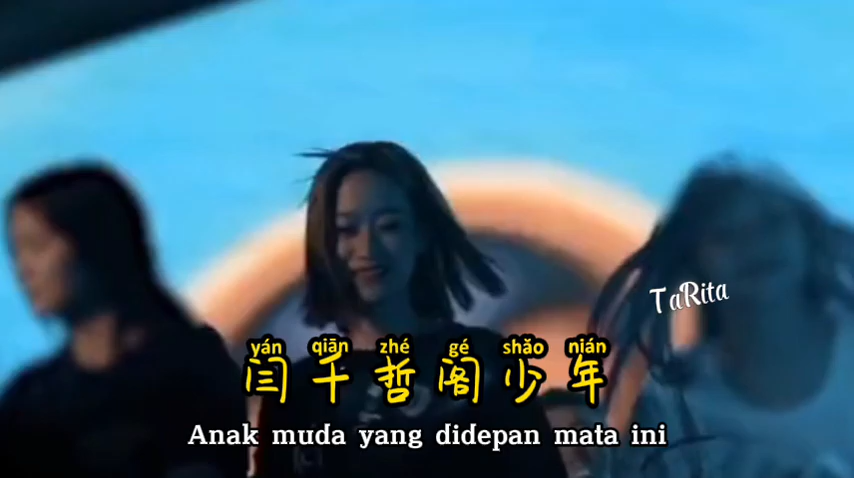 TaRita
yán qiān zhé gé shǎo nián
闫千哲阁少年
Anak muda yang didepan mata ini